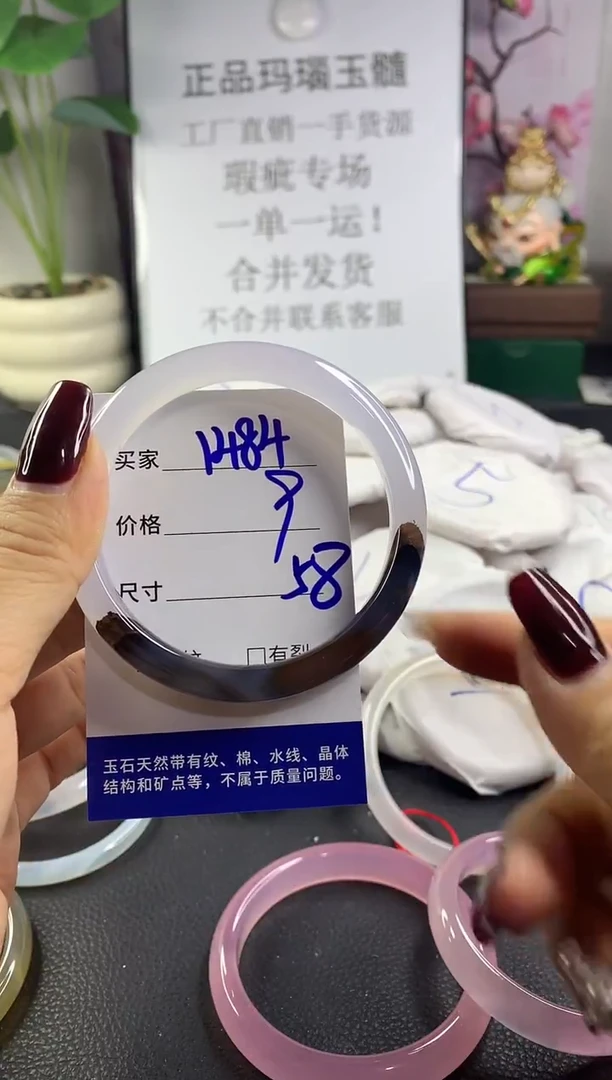 正品玛瑙玉髓
工厂直销一手货源
瑕疵专场
一单一运！
合并发货
不合并联系客服
买家 1484
价格 9
尺寸 58
纹 □有裂
玉石天然带有纹、棉、水线、晶体
结构和矿点等，不属于质量问题。
5